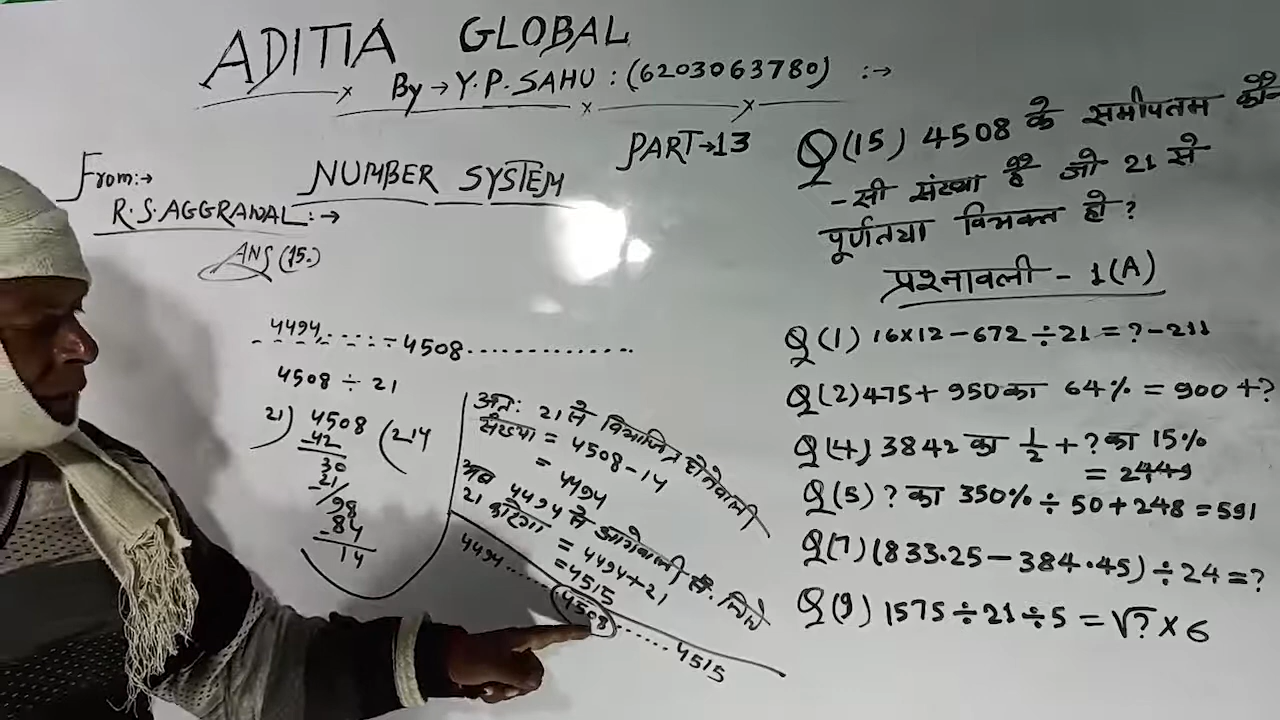 ADITIA GLOBAL
By → Y.P. SAHU : (6203063780) :→
PART→13
From:→
NUMBER SYSTEM
R.S.AGGRAWAL:→
ANS (15.)
4494.....-4508..............
4508 ÷ 21
21) 4508 (214
42
30
21
198
-84
14
अतः 21 से विभाजित होनेवाली
संख्या = 4508-14
= 4494
अब 4494 से आगेवाली सं. जिसे
21 काटेगा = 4494+21
=4515
4494......4508......4515
Q(15) 4508 के समीपतम कौन
-सी संख्या है जो 21 से
पूर्णतया विभक्त हो?
प्रश्नावली - 1(A)
Q(1) 16×12-672÷21=?-211
Q(2) 475+950का 64% = 900+?
Q(4) 3842 का 1/2 + ? का 15%
= 2449
Q(5) ? का 350% ÷ 50+248=591
Q(7) (833.25-384.45)÷24=?
Q(9) 1575÷21÷5 = √? × 6